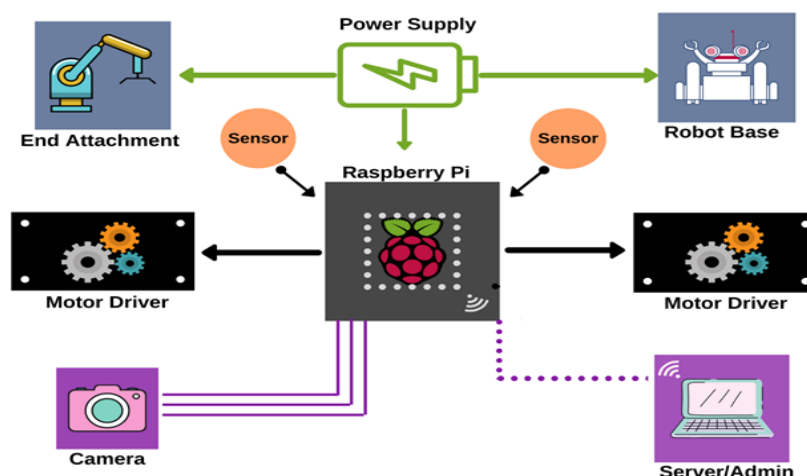 Power Supply
End Attachment
Sensor
Sensor
Robot Base
Raspberry Pi
Motor Driver
Motor Driver
Camera
Server/Admin